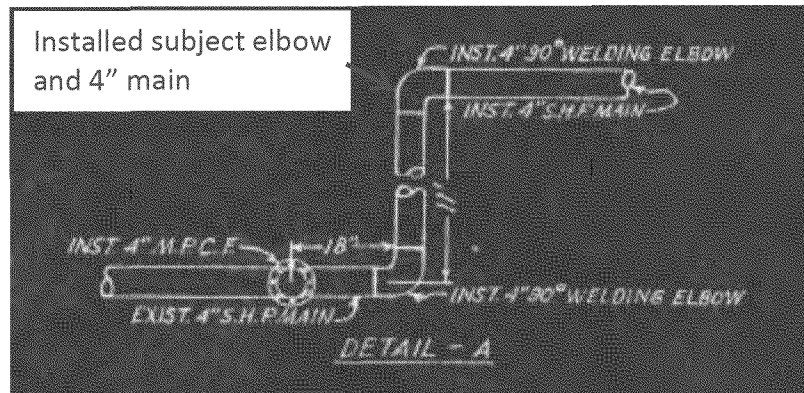 Installed subject elbow
and 4" main
INST. 4" 90° WELDING ELBOW
INST. 4" S.H.P. MAIN
INST. 4" M.P.C.F.
18"
EXIST. 4" S.H.P. MAIN
INST. 4" 90° WELDING ELBOW
DETAIL - A